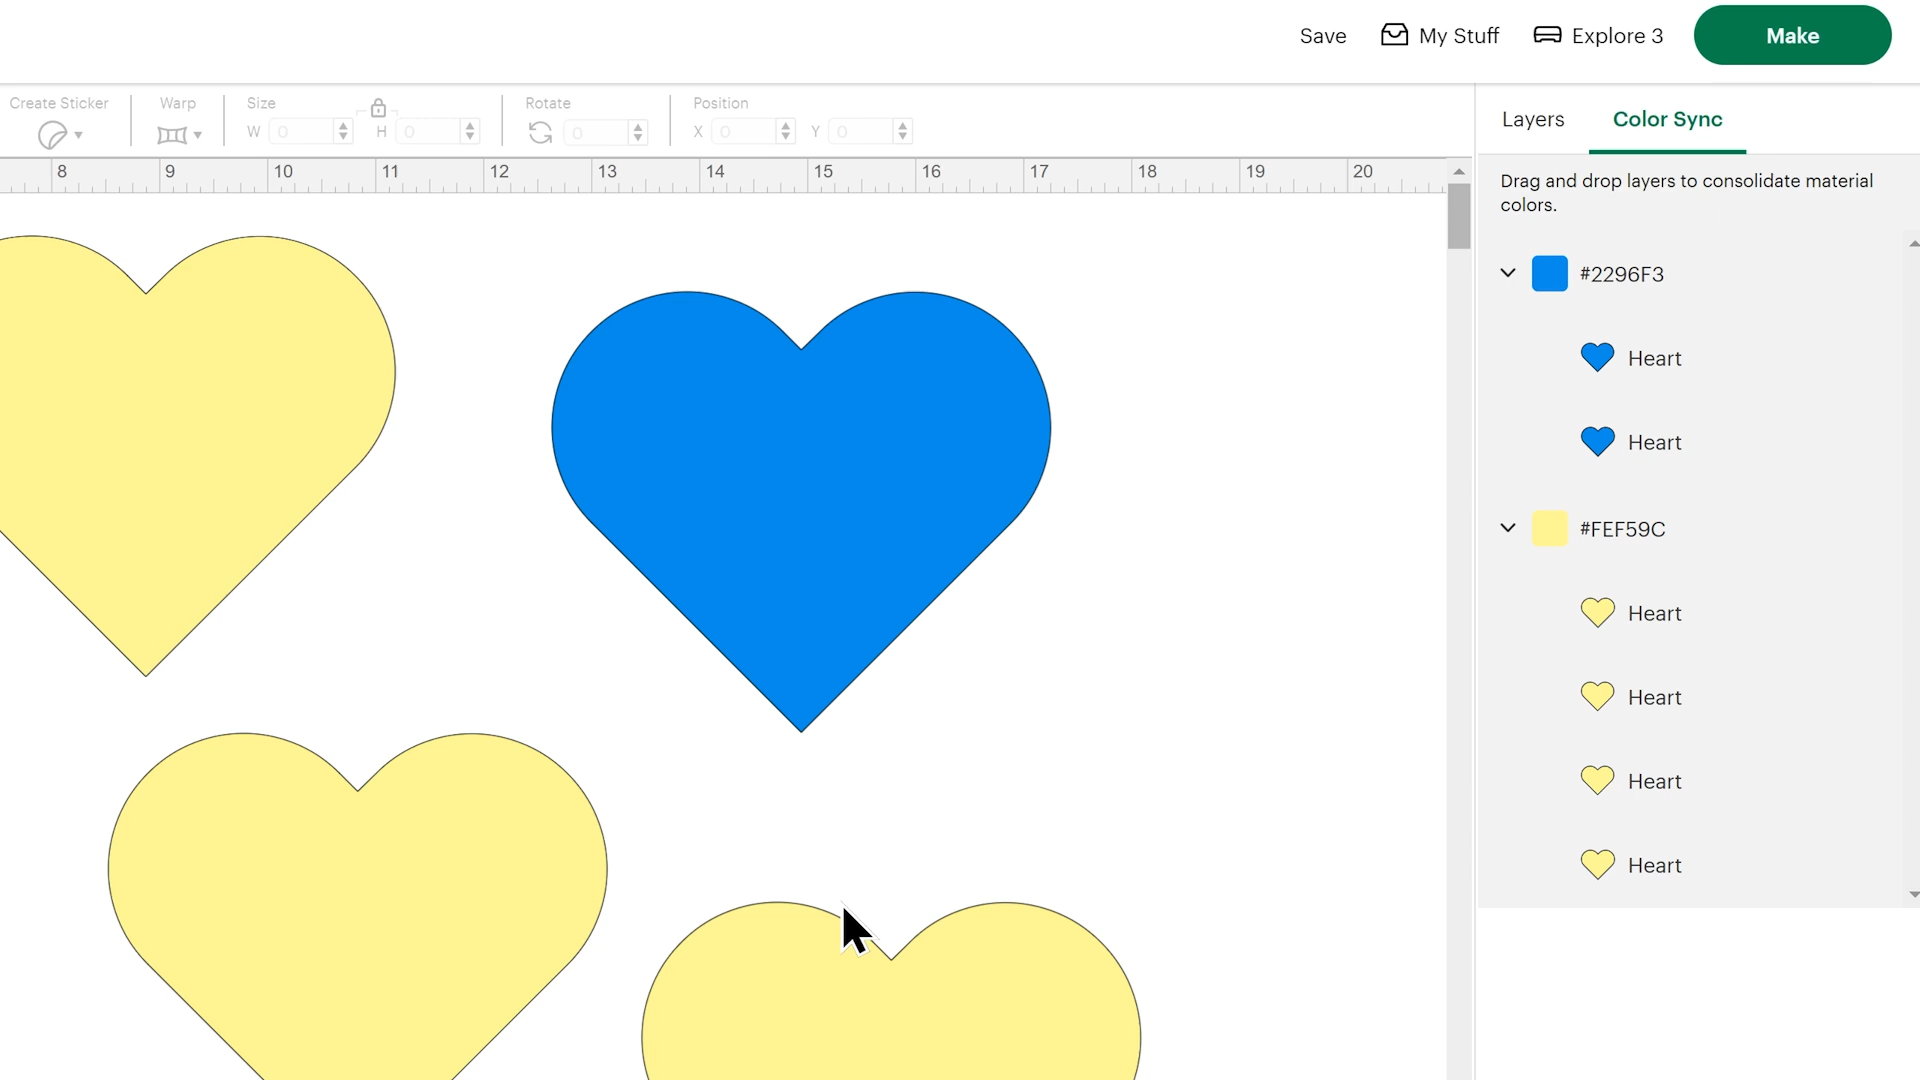 Save My Stuff Explore 3 Make
Create Sticker Warp Size Rotate Position
W 0 H 0 0 X 0 Y 0
Layers Color Sync
8 9 10 11 12 13 14 15 16 17 18 19 20
Drag and drop layers to consolidate material
colors.
#2296F3
Heart
Heart
#FEF59C
Heart
Heart
Heart
Heart